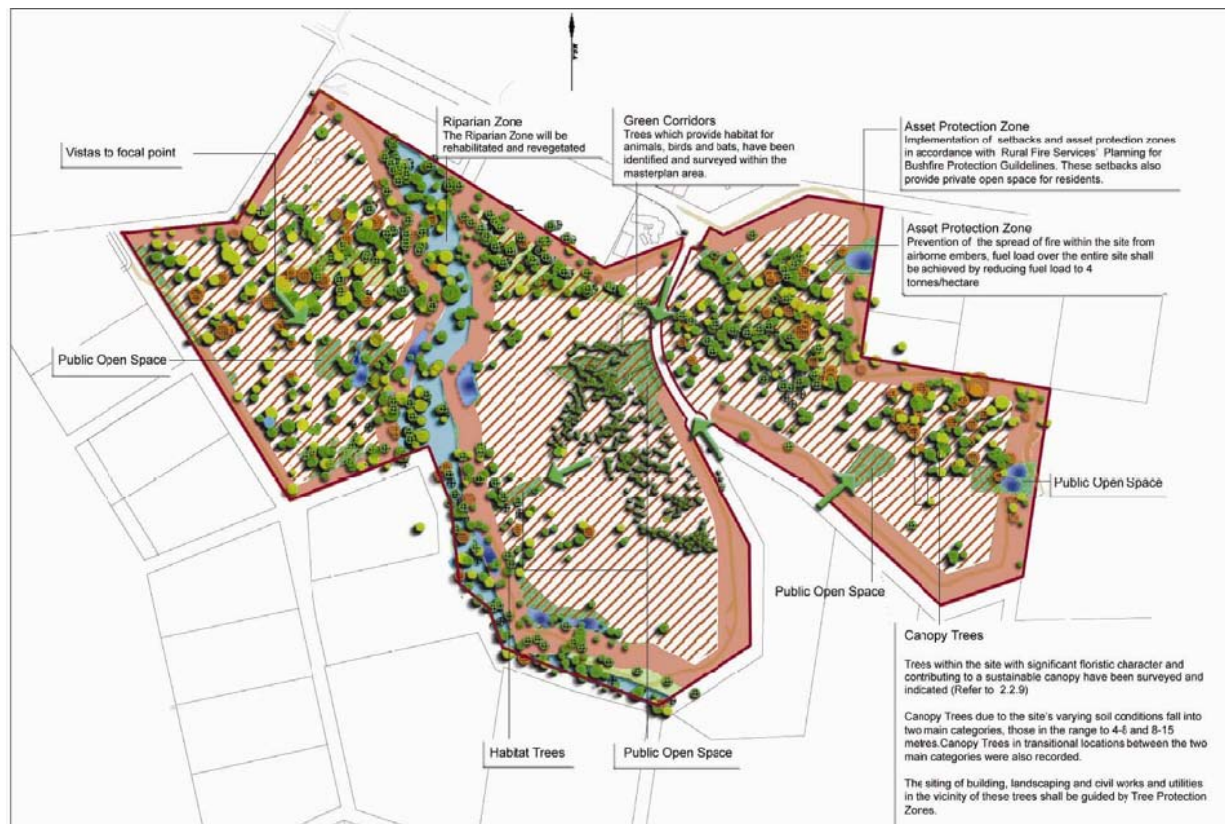 Riparian Zone
The Riparian Zone will be
rehabilitated and revegetated
Green Corridors
Trees which provide habitat for
animals, birds and bats, have been
identified and surveyed within the
masterplan area.
Asset Protection Zone
Implementation of setbacks and asset protection zones
in accordance with Rural Fire Services' Planning for
Bushfire Protection Guildelines. These setbacks also
provide private open space for residents.
Vistas to focal point
Asset Protection Zone
Prevention of the spread of fire within the site from
airborne embers, fuel load over the entire site shall
be achieved by reducing fuel load to 4
tonnes/hectare
Public Open Space
Public Open Space
Public Open Space
Canopy Trees
Trees within the site with significant floristic character and
contributing to a sustainable canopy have been surveyed and
indicated (Refer to 2.2.9)
Canopy Trees due to the site's varying soil conditions fall into
two main categories, those in the range to 4-8 and 8-15
metres.Canopy Trees in transitional locations between the two
main categories were also recorded.
The siting of building, landscaping and civil works and utilities
in the vicinity of these trees shall be guided by Tree Protection
Zones.
Habitat Trees
Public Open Space